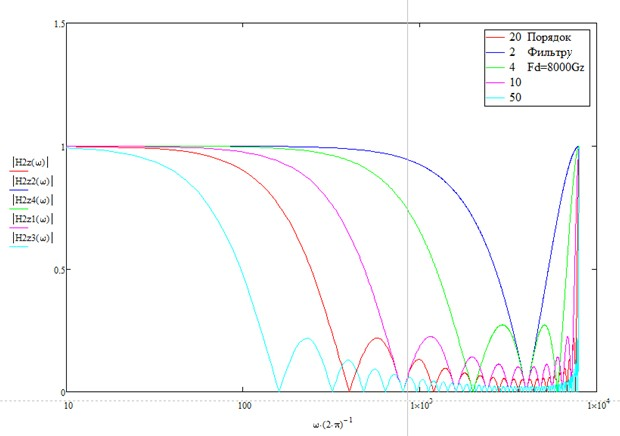 1.5
20 Порядок
2 Фильтру
4 Fd=8000Gz
10
50
1
|H2z(ω)|
|H2z2(ω)|
|H2z4(ω)|
|H2z1(ω)|
|H2z3(ω)|
0.5
0
10 100 1×10³ 1×10⁴
ω·(2·π)⁻¹